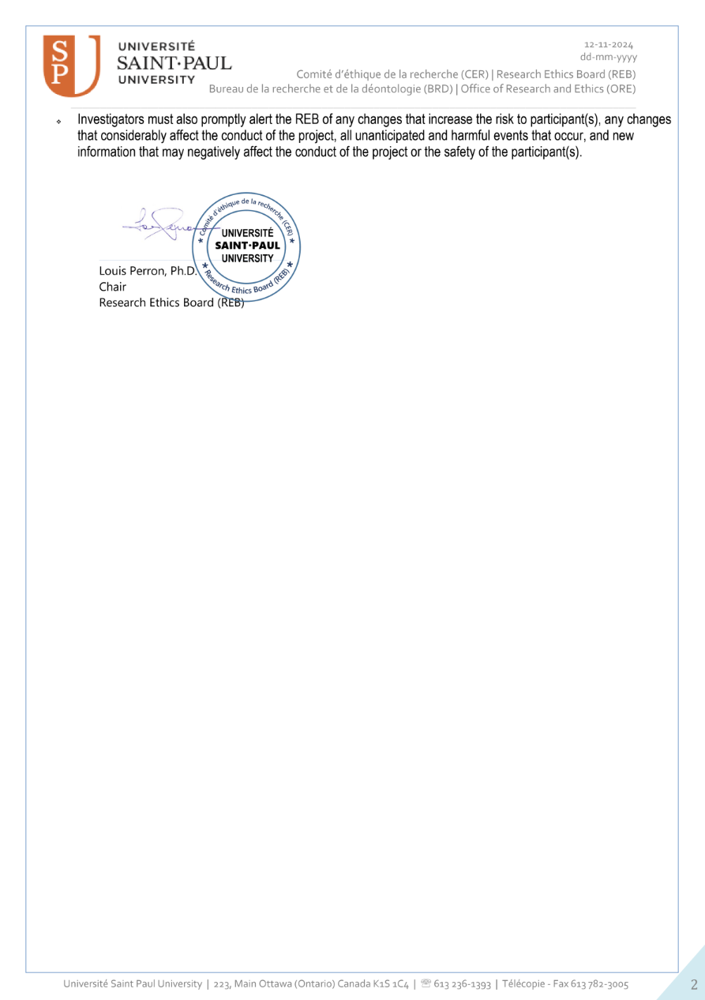 SP
UNIVERSITÉ
SAINT·PAUL
UNIVERSITY
12-11-2024
dd-mm-yyyy
Comité d'éthique de la recherche (CER) | Research Ethics Board (REB)
Bureau de la recherche et de la déontologie (BRD) | Office of Research and Ethics (ORE)
❖ Investigators must also promptly alert the REB of any changes that increase the risk to participant(s), any changes
that considerably affect the conduct of the project, all unanticipated and harmful events that occur, and new
information that may negatively affect the conduct of the project or the safety of the participant(s).
★ Comité d'éthique de la recherche (CER) ★
UNIVERSITÉ
SAINT·PAUL
UNIVERSITY
★ Research Ethics Board (REB) ★
Louis Perron, Ph.D.
Chair
Research Ethics Board (REB)
Université Saint Paul University | 223, Main Ottawa (Ontario) Canada K1S 1C4 | ☏ 613 236-1393 | Télécopie - Fax 613 782-3005
2